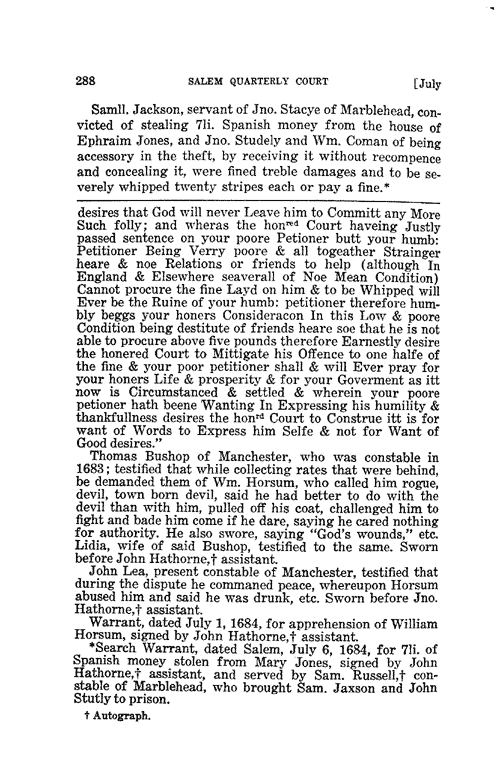 288 SALEM QUARTERLY COURT [July
Samll. Jackson, servant of Jno. Stacye of Marblehead, con-
victed of stealing 7li. Spanish money from the house of
Ephraim Jones, and Jno. Studely and Wm. Coman of being
accessory in the theft, by receiving it without recompence
and concealing it, were fined treble damages and to be se-
verely whipped twenty stripes each or pay a fine.*
desires that God will never Leave him to Committ any More
Such folly; and wheras the honred Court haveing Justly
passed sentence on your poore Petioner butt your humb:
Petitioner Being Verry poore & all togeather Strainger
heare & noe Relations or friends to help (although In
England & Elsewhere seaverall of Noe Mean Condition)
Cannot procure the fine Layd on him & to be Whipped will
Ever be the Ruine of your humb: petitioner therefore hum-
bly beggs your honers Consideracon In this Low & poore
Condition being destitute of friends heare soe that he is not
able to procure above five pounds therefore Earnestly desire
the honered Court to Mittigate his Offence to one halfe of
the fine & your poor petitioner shall & will Ever pray for
your honers Life & prosperity & for your Goverment as itt
now is Circumstanced & settled & wherein your poore
petioner hath beene Wanting In Expressing his humility &
thankfullness desires the honrd Court to Construe itt is for
want of Words to Express him Selfe & not for Want of
Good desires."
Thomas Bushop of Manchester, who was constable in
1683; testified that while collecting rates that were behind,
be demanded them of Wm. Horsum, who called him rogue,
devil, town born devil, said he had better to do with the
devil than with him, pulled off his coat, challenged him to
fight and bade him come if he dare, saying he cared nothing
for authority. He also swore, saying "God's wounds," etc.
Lidia, wife of said Bushop, testified to the same. Sworn
before John Hathorne,† assistant.
John Lea, present constable of Manchester, testified that
during the dispute he commaned peace, whereupon Horsum
abused him and said he was drunk, etc. Sworn before Jno.
Hathorne,† assistant.
Warrant, dated July 1, 1684, for apprehension of William
Horsum, signed by John Hathorne,† assistant.
*Search Warrant, dated Salem, July 6, 1684, for 7li. of
Spanish money stolen from Mary Jones, signed by John
Hathorne,† assistant, and served by Sam. Russell,† con-
stable of Marblehead, who brought Sam. Jaxson and John
Stutly to prison.
† Autograph.